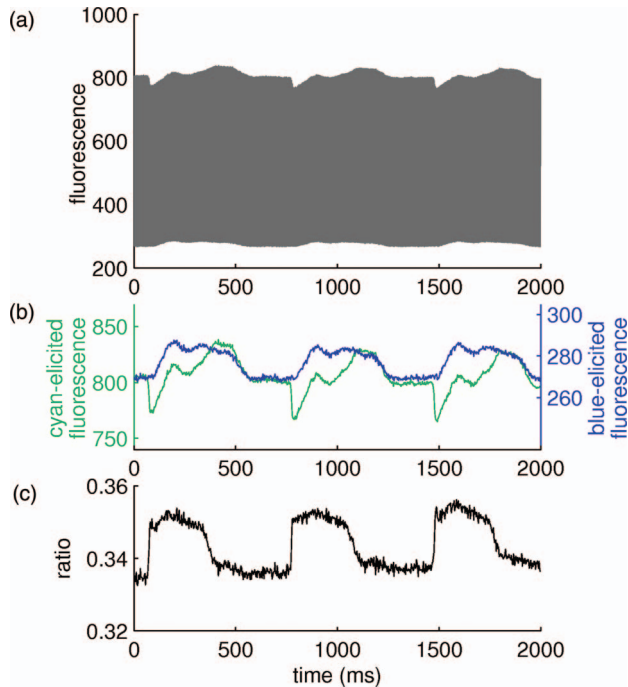 (a)
1000
800
600
400
200
fluorescence
0 500 1000 1500 2000
(b)
cyan-elicited
fluorescence
850
800
750
300
280
260
blue-elicited
fluorescence
0 500 1000 1500 2000
(c)
0.36
0.34
0.32
ratio
0 500 1000 1500 2000
time (ms)